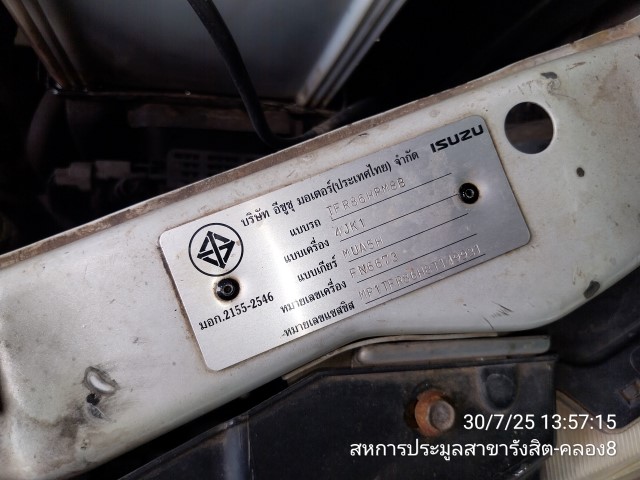 ISUZU
บริษัท อีซูซุ มอเตอร์(ประเทศไทย) จำกัด
แบบรถ TFR86HRM8B
แบบเครื่อง 4JK1
แบบเกียร์ MUA5H
หมายเลขเครื่อง FN6673
หมายเลขแชสซิส
มอก.2155-2546
30/7/25 13:57:15
สหการประมูลสาขารังสิต-คลอง8